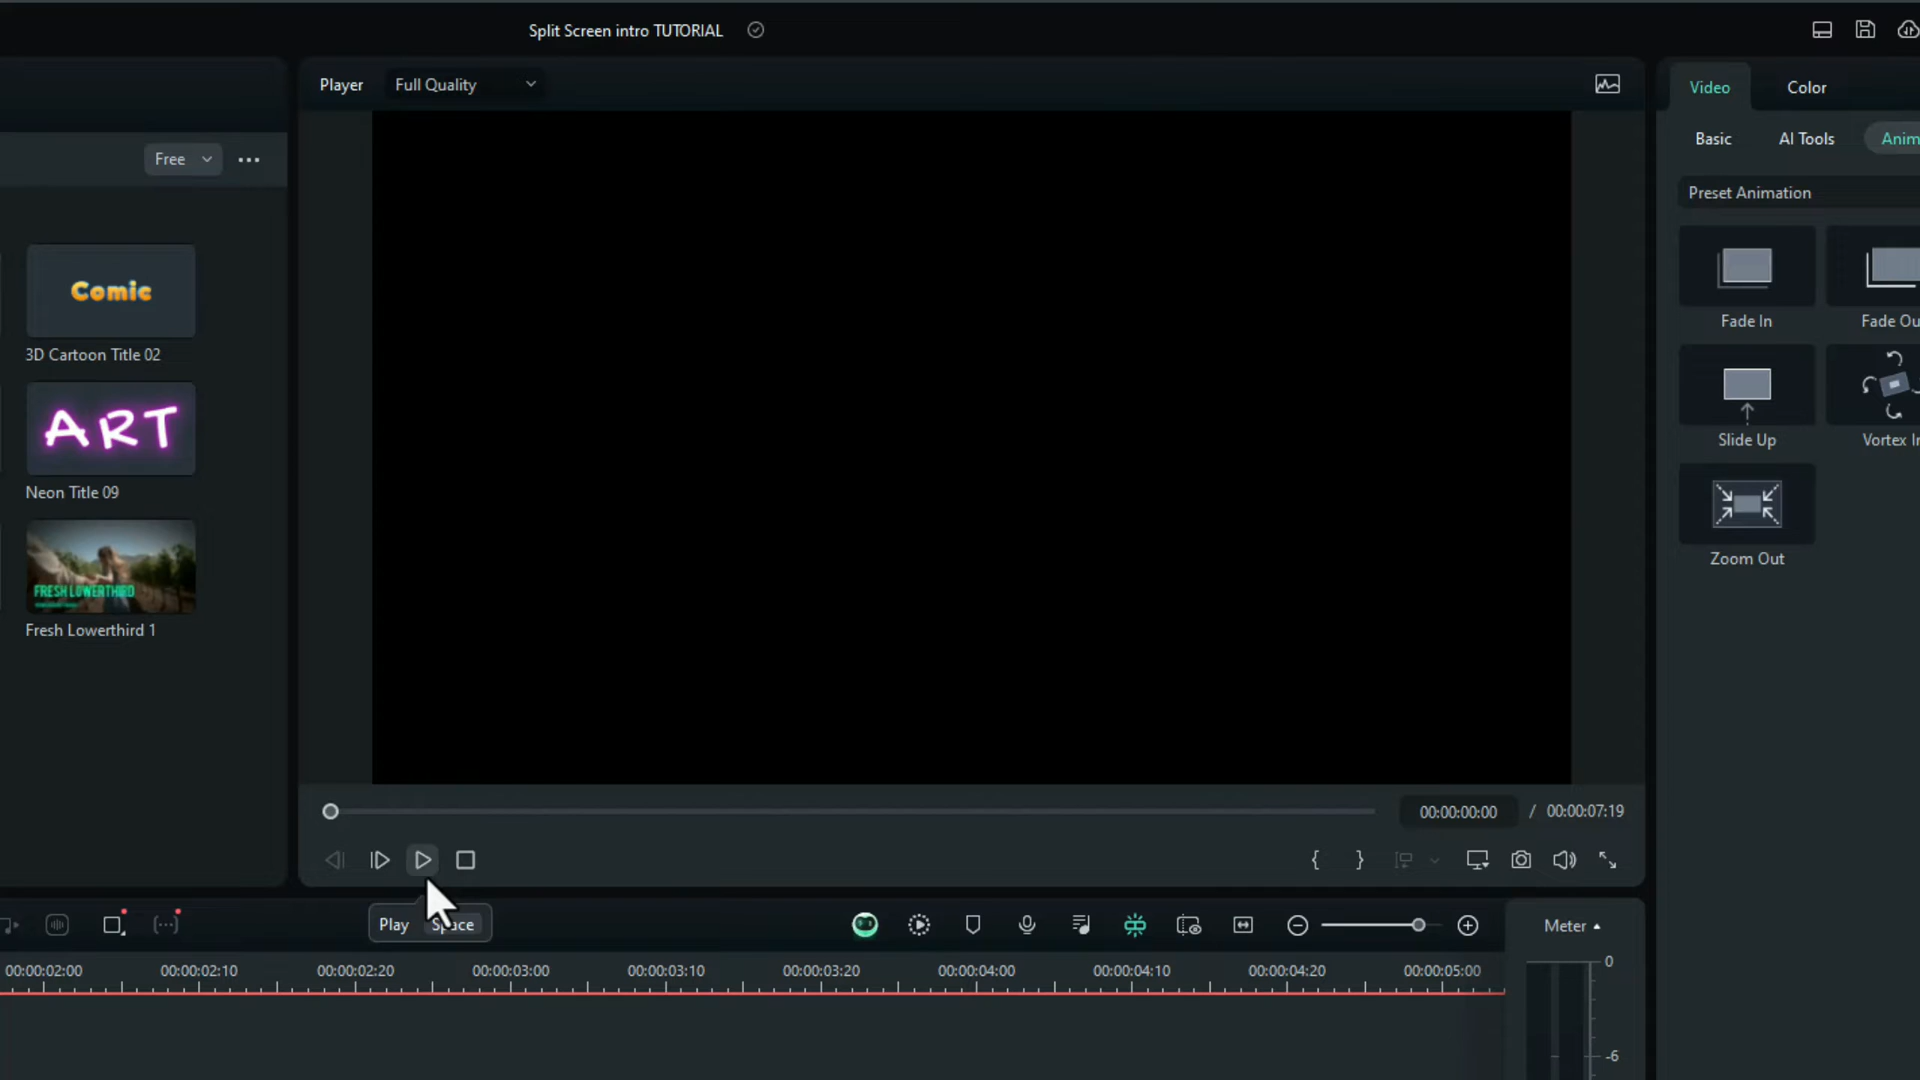 Split Screen intro TUTORIAL
Player
Full Quality
Video
Color
Basic
AI Tools
Anim
Free
Preset Animation
Comic
3D Cartoon Title 02
ART
Neon Title 09
FRESH LOWERTHIRD
Fresh Lowerthird 1
Fade In
Fade Ou
Slide Up
Vortex In
Zoom Out
00:00:00:00 / 00:00:07:19
Play Space
Meter
00:00:02:00 00:00:02:10 00:00:02:20 00:00:03:00 00:00:03:10 00:00:03:20 00:00:04:00 00:00:04:10 00:00:04:20 00:00:05:00
0
-6